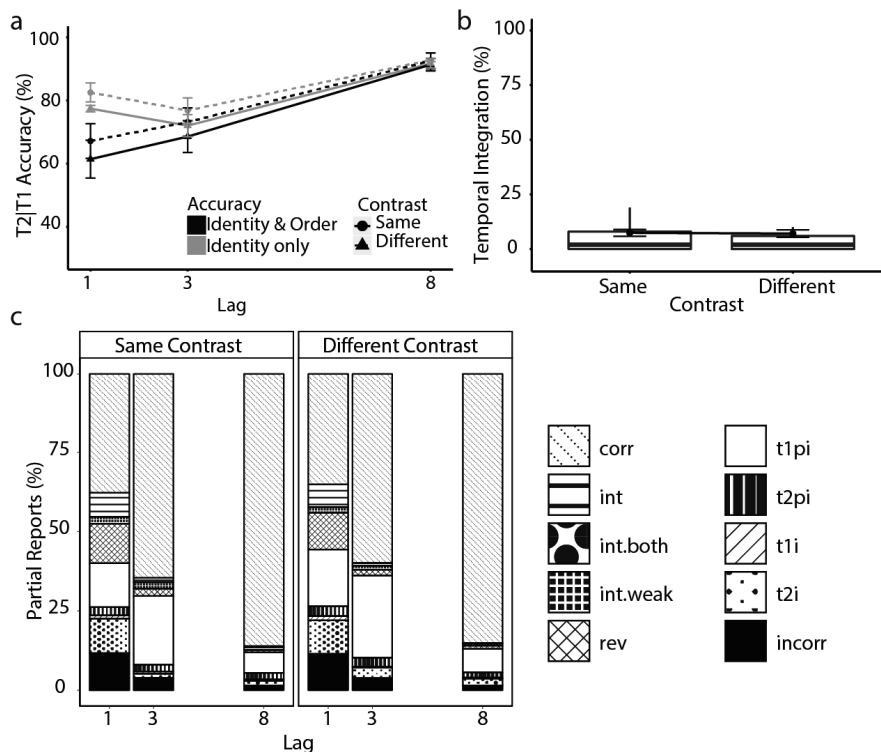 a
100
80
60
40
T2|T1 Accuracy (%)
Accuracy
Identity & Order
Identity only
Contrast
Same
Different
1
3
8
Lag
b
100
75
50
25
0
Temporal Integration (%)
Same
Different
Contrast
c
Same Contrast
Different Contrast
100
75
50
25
0
Partial Reports (%)
1
3
8
1
3
8
Lag
corr
int
int.both
int.weak
rev
t1pi
t2pi
t1i
t2i
incorr